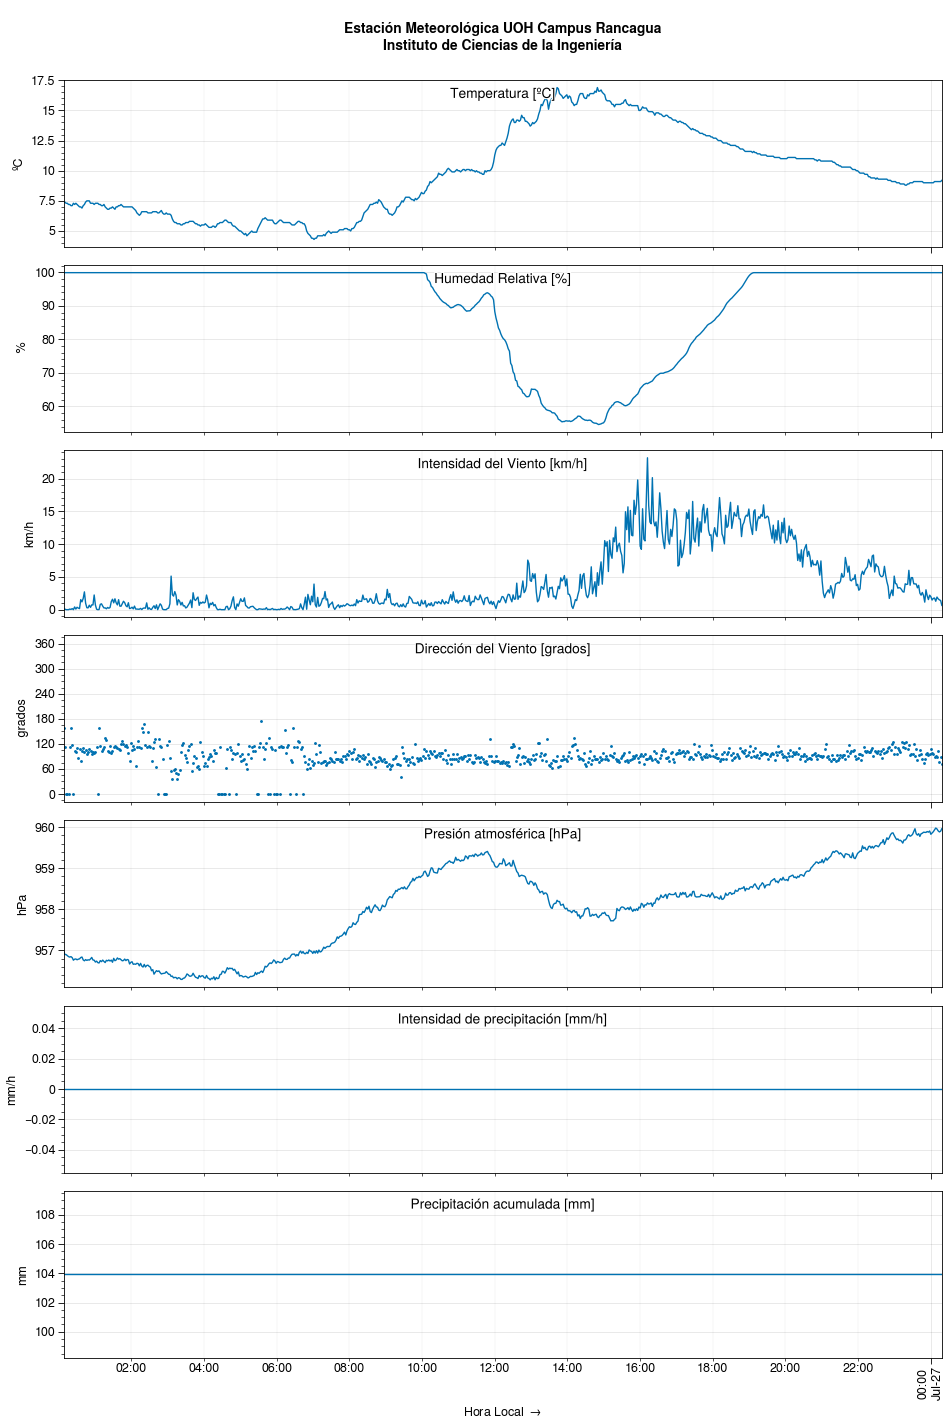 Estación Meteorológica UOH Campus Rancagua
Instituto de Ciencias de la Ingeniería
Temperatura [ºC]
ºC
17.5
15
12.5
10
7.5
5
Humedad Relativa [%]
%
100
90
80
70
60
Intensidad del Viento [km/h]
km/h
20
15
10
5
0
Dirección del Viento [grados]
grados
360
300
240
180
120
60
0
Presión atmosférica [hPa]
hPa
960
959
958
957
Intensidad de precipitación [mm/h]
mm/h
0.04
0.02
0
−0.02
−0.04
Precipitación acumulada [mm]
mm
108
106
104
102
100
02:00 04:00 06:00 08:00 10:00 12:00 14:00 16:00 18:00 20:00 22:00 00:00
Jul-27
Hora Local →